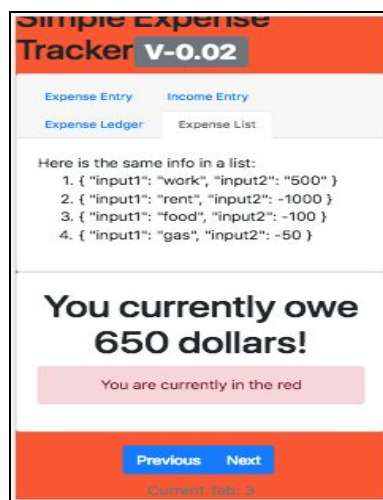 Simple Expense
Tracker V-0.02
Expense Entry Income Entry
Expense Ledger Expense List
Here is the same info in a list:
1. { "input1": "work", "input2": "500" }
2. { "input1": "rent", "input2": -1000 }
3. { "input1": "food", "input2": -100 }
4. { "input1": "gas", "input2": -50 }
You currently owe
650 dollars!
You are currently in the red
Previous Next
Current Tab: 3